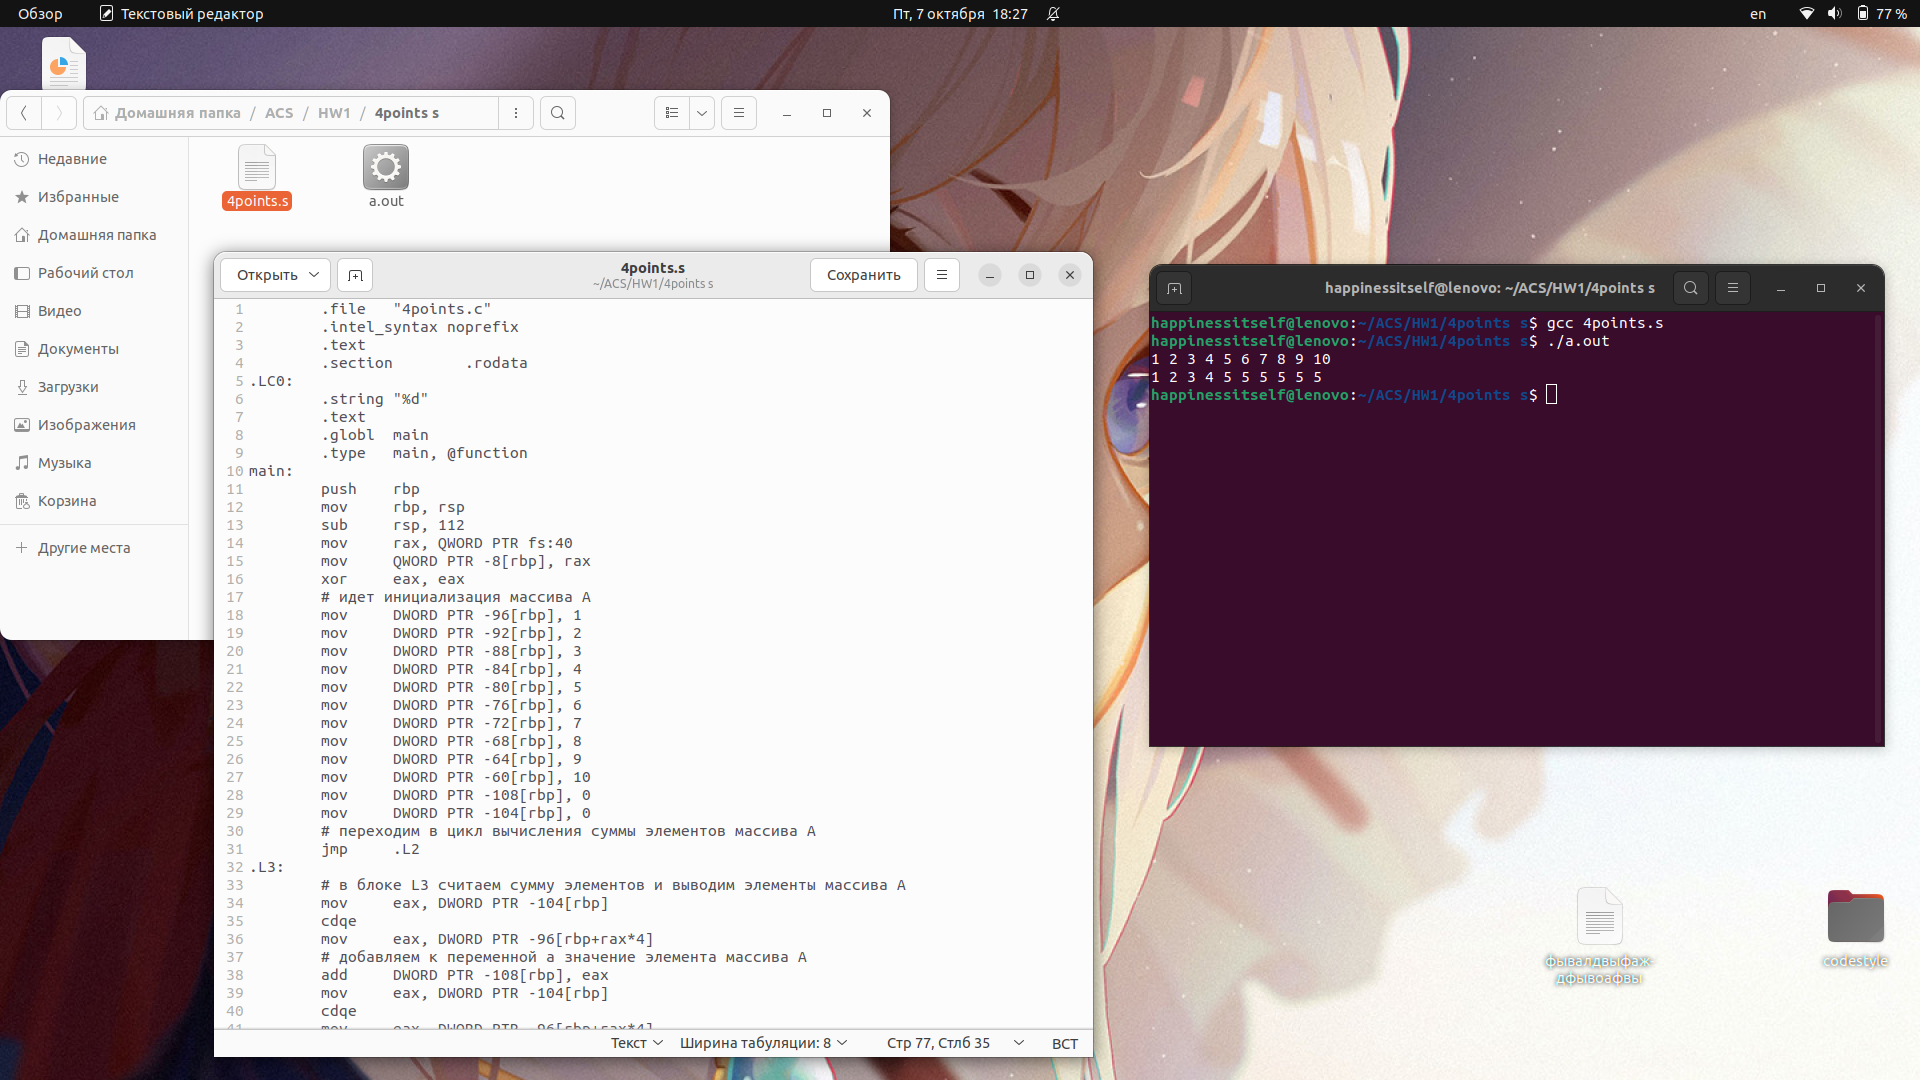 Обзор
Текстовый редактор
Пт, 7 октября 18:27
en
77 %
Домашняя папка / ACS / HW1 / 4points s
Недавние
Избранные
Домашняя папка
Рабочий стол
Видео
Документы
Загрузки
Изображения
Музыка
Корзина
Другие места
4points.s
a.out
Открыть
4points.s
~/ACS/HW1/4points s
Сохранить
1 .file "4points.c"
2 .intel_syntax noprefix
3 .text
4 .section .rodata
5 .LC0:
6 .string "%d"
7 .text
8 .globl main
9 .type main, @function
10 main:
11 push rbp
12 mov rbp, rsp
13 sub rsp, 112
14 mov rax, QWORD PTR fs:40
15 mov QWORD PTR -8[rbp], rax
16 xor eax, eax
17 # идет инициализация массива A
18 mov DWORD PTR -96[rbp], 1
19 mov DWORD PTR -92[rbp], 2
20 mov DWORD PTR -88[rbp], 3
21 mov DWORD PTR -84[rbp], 4
22 mov DWORD PTR -80[rbp], 5
23 mov DWORD PTR -76[rbp], 6
24 mov DWORD PTR -72[rbp], 7
25 mov DWORD PTR -68[rbp], 8
26 mov DWORD PTR -64[rbp], 9
27 mov DWORD PTR -60[rbp], 10
28 mov DWORD PTR -108[rbp], 0
29 mov DWORD PTR -104[rbp], 0
30 # переходим в цикл вычисления суммы элементов массива A
31 jmp .L2
32 .L3:
33 # в блоке L3 считаем сумму элементов и выводим элементы массива A
34 mov eax, DWORD PTR -104[rbp]
35 cdqe
36 mov eax, DWORD PTR -96[rbp+rax*4]
37 # добавляем к переменной a значение элемента массива A
38 add DWORD PTR -108[rbp], eax
39 mov eax, DWORD PTR -104[rbp]
40 cdqe
41 mov eax, DWORD PTR -96[rbp+rax*4]
Текст
Ширина табуляции: 8
Стр 77, Стлб 35
ВСТ
happinessitself@lenovo: ~/ACS/HW1/4points s
happinessitself@lenovo:~/ACS/HW1/4points s$ gcc 4points.s
happinessitself@lenovo:~/ACS/HW1/4points s$ ./a.out
1 2 3 4 5 6 7 8 9 10
1 2 3 4 5 5 5 5 5 5
happinessitself@lenovo:~/ACS/HW1/4points s$
фывалдвыфаж-
дфывоафвы
codestyle